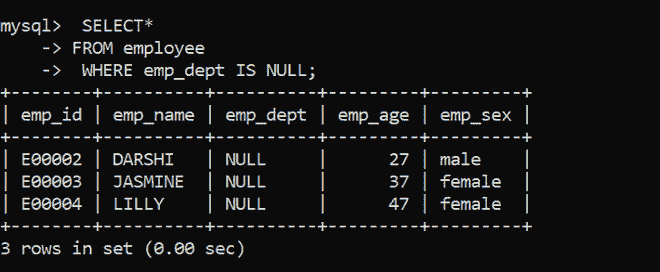 mysql>  SELECT*
    -> FROM employee
    ->  WHERE emp_dept IS NULL;
+--------+----------+----------+---------+---------+
| emp_id | emp_name | emp_dept | emp_age | emp_sex |
+--------+----------+----------+---------+---------+
| E00002 | DARSHI   | NULL     |      27 | male    |
| E00003 | JASMINE  | NULL     |      37 | female  |
| E00004 | LILLY    | NULL     |      47 | female  |
+--------+----------+----------+---------+---------+
3 rows in set (0.00 sec)